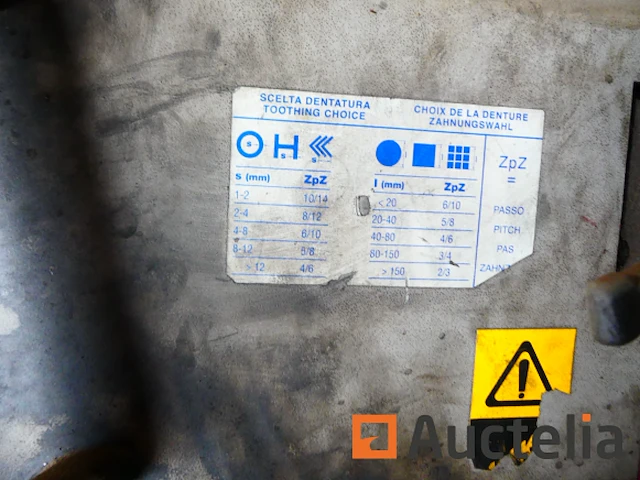 SCELTA DENTATURA
TOOTHING CHOICE
CHOIX DE LA DENTURE
ZAHNUNGSWAHL
s s s
s (mm) ZpZ
1-2 10/14
2-4 8/12
4-8 6/10
8-12 5/8
> 12 4/6
l (mm) ZpZ
< 20 6/10
20-40 5/8
40-80 4/6
80-150 3/4
> 150 2/3
ZpZ
=
PASSO
PITCH
PAS
Auctelia